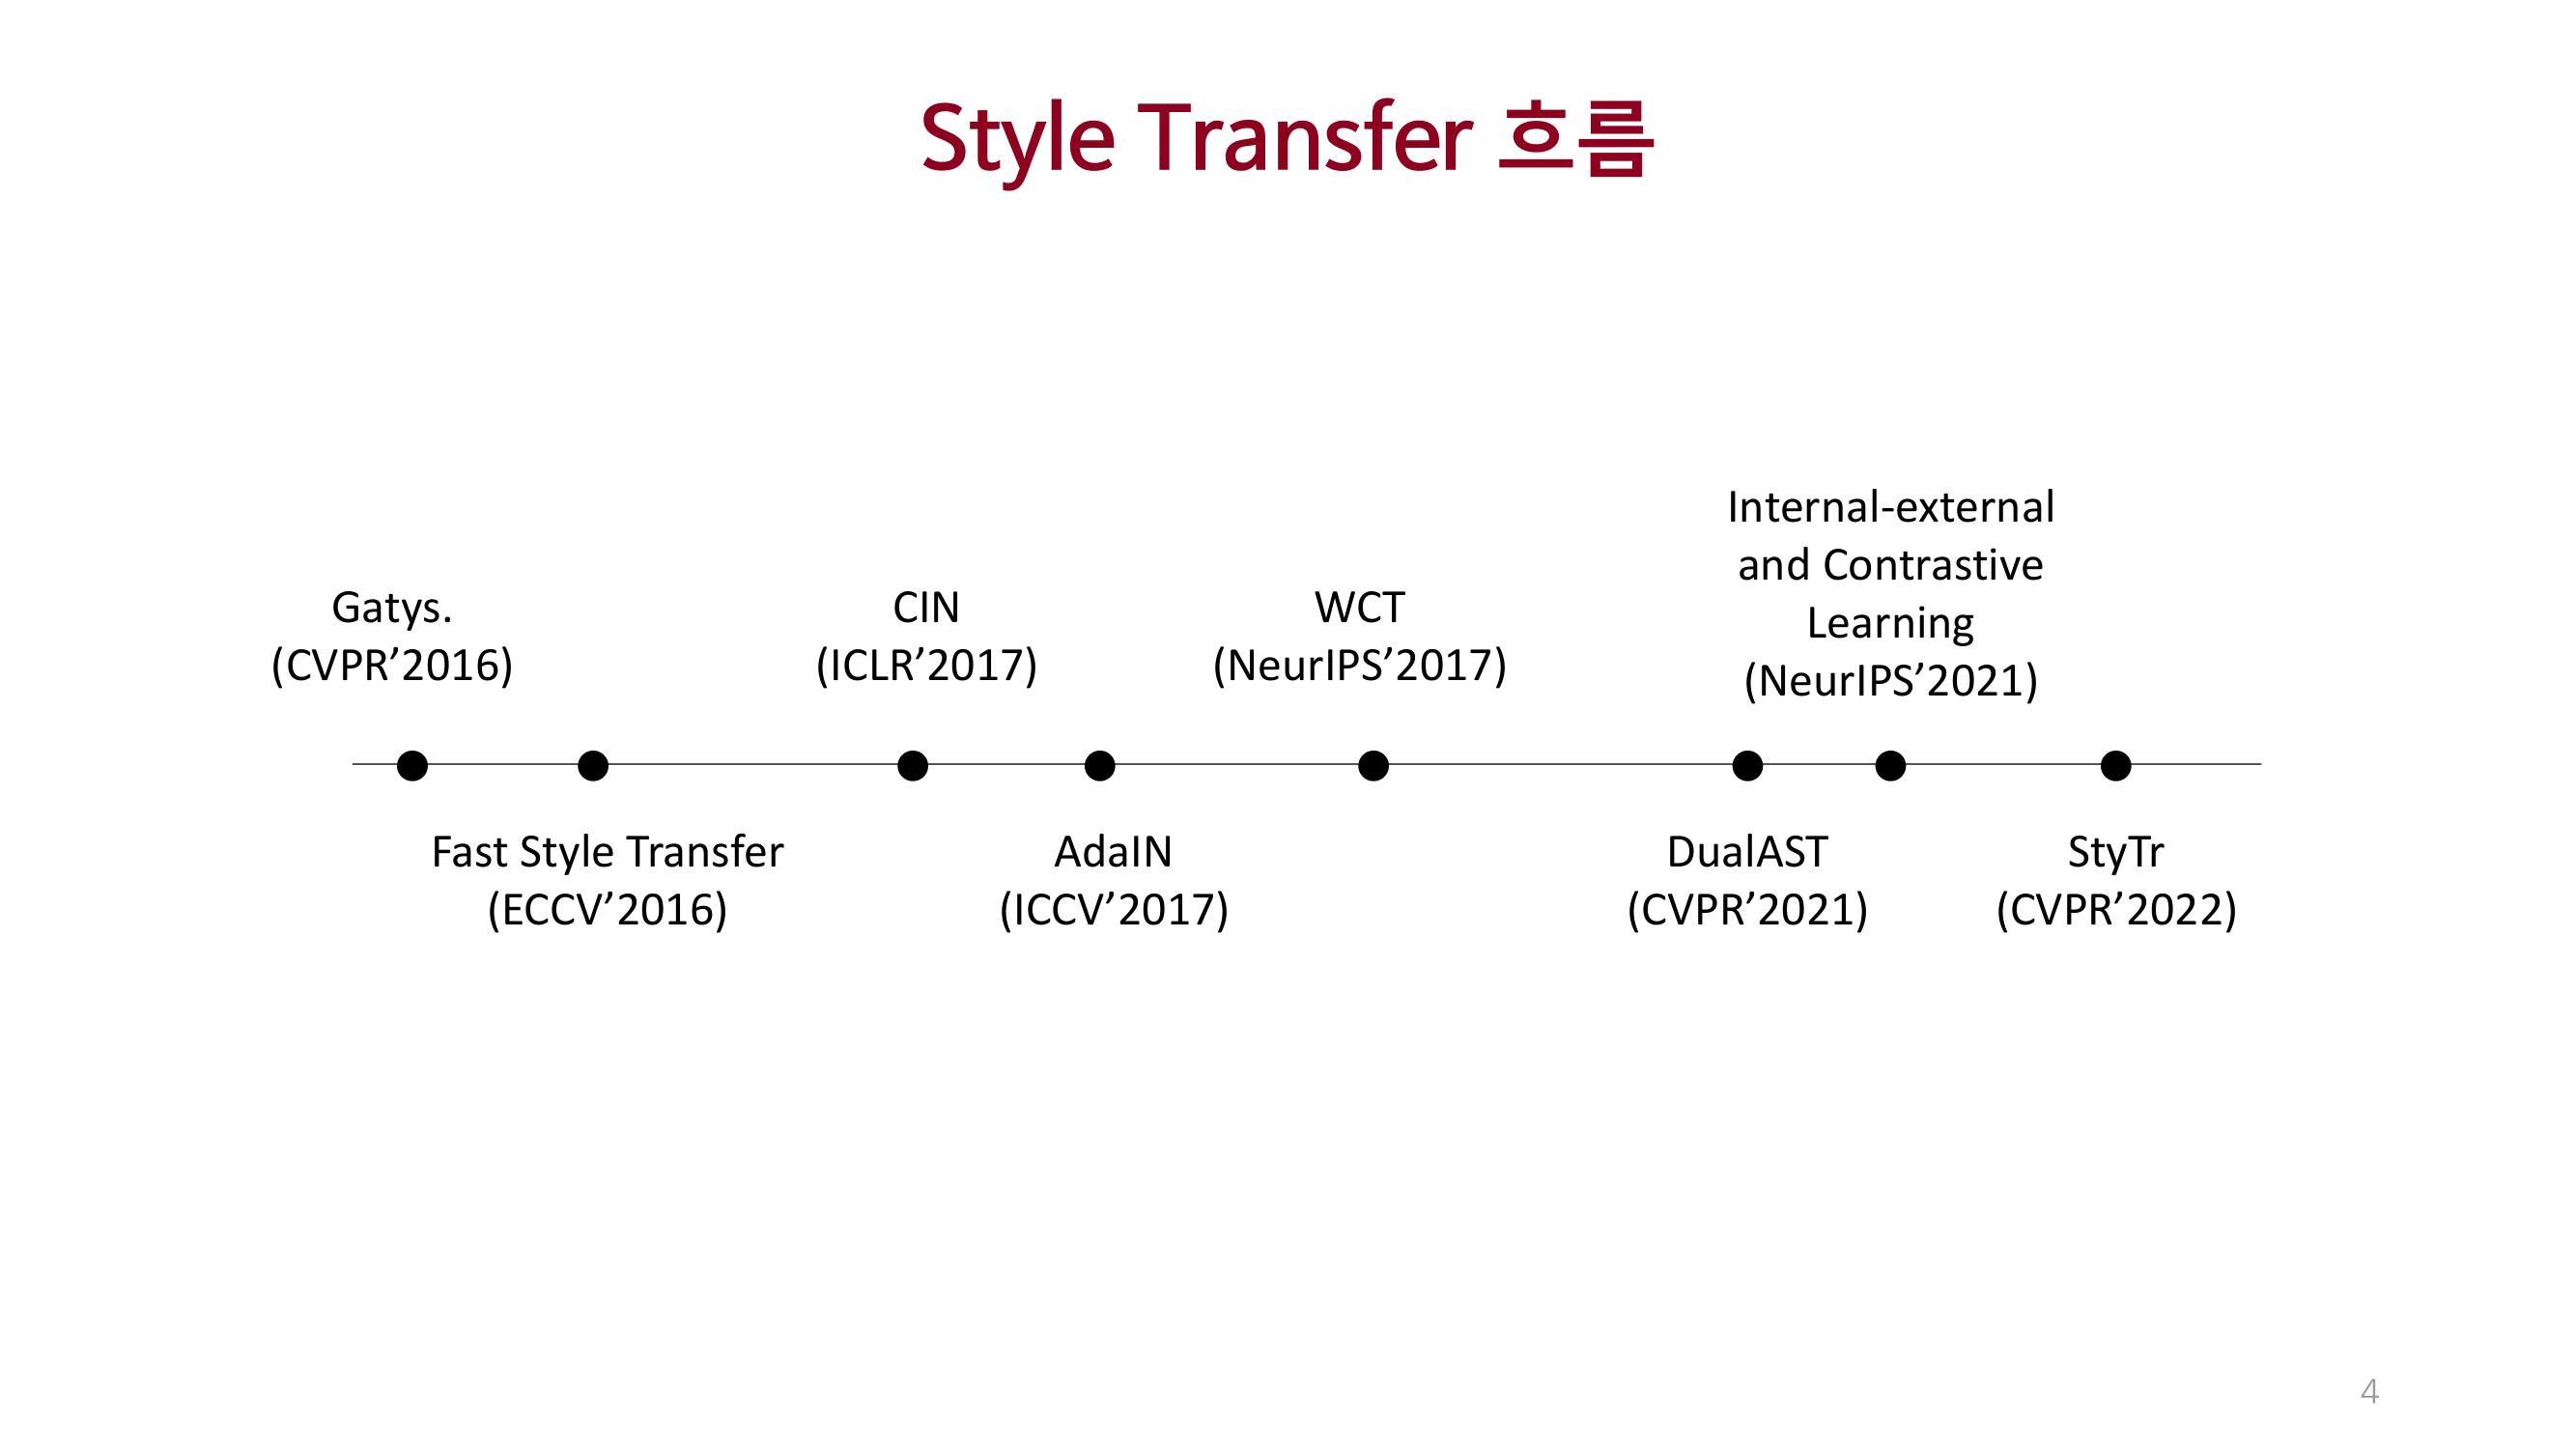 Style Transfer 흐름
Gatys.
(CVPR’2016)
CIN
(ICLR’2017)
WCT
(NeurIPS’2017)
Internal-external
and Contrastive
Learning
(NeurIPS’2021)
Fast Style Transfer
(ECCV’2016)
AdaIN
(ICCV’2017)
DualAST
(CVPR’2021)
StyTr
(CVPR’2022)
4